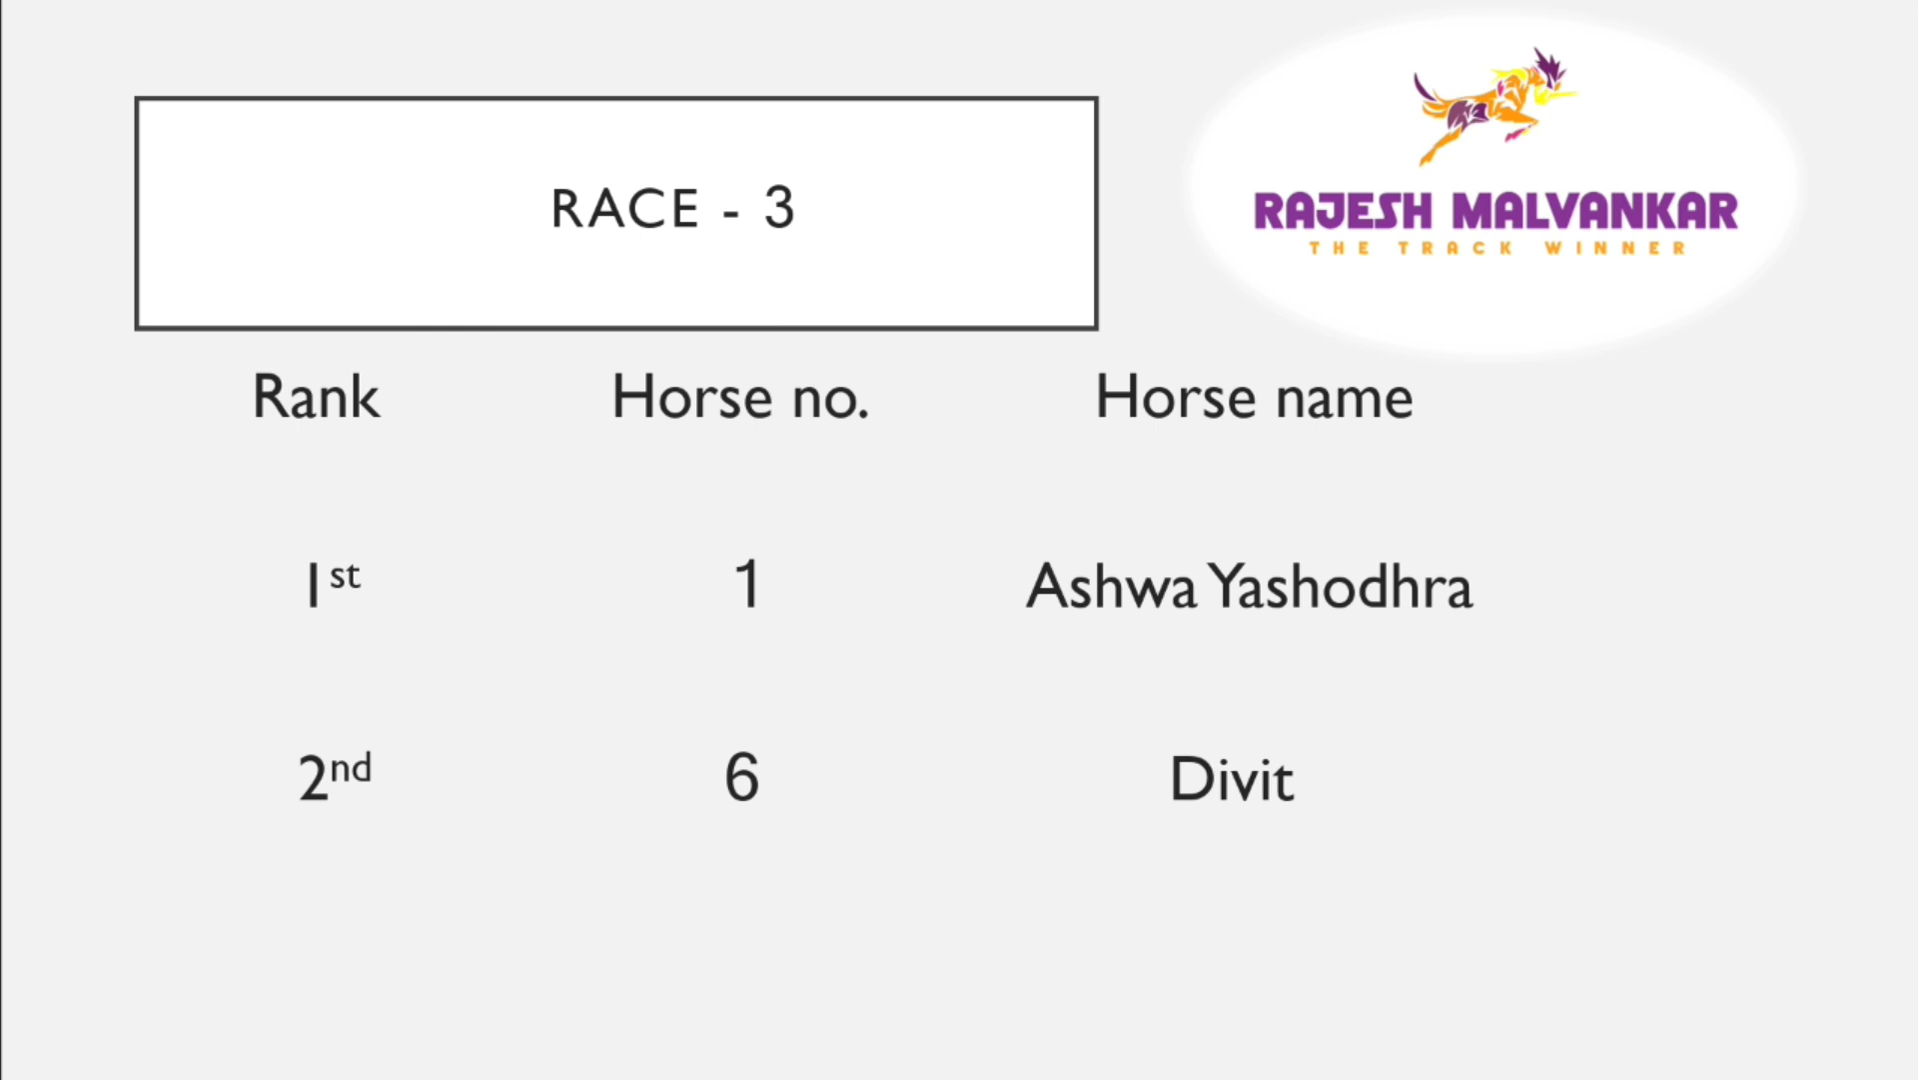 RACE - 3
RAJESH MALVANKAR
THE TRACK WINNER
Rank Horse no. Horse name
1st 1 Ashwa Yashodhra
2nd 6 Divit